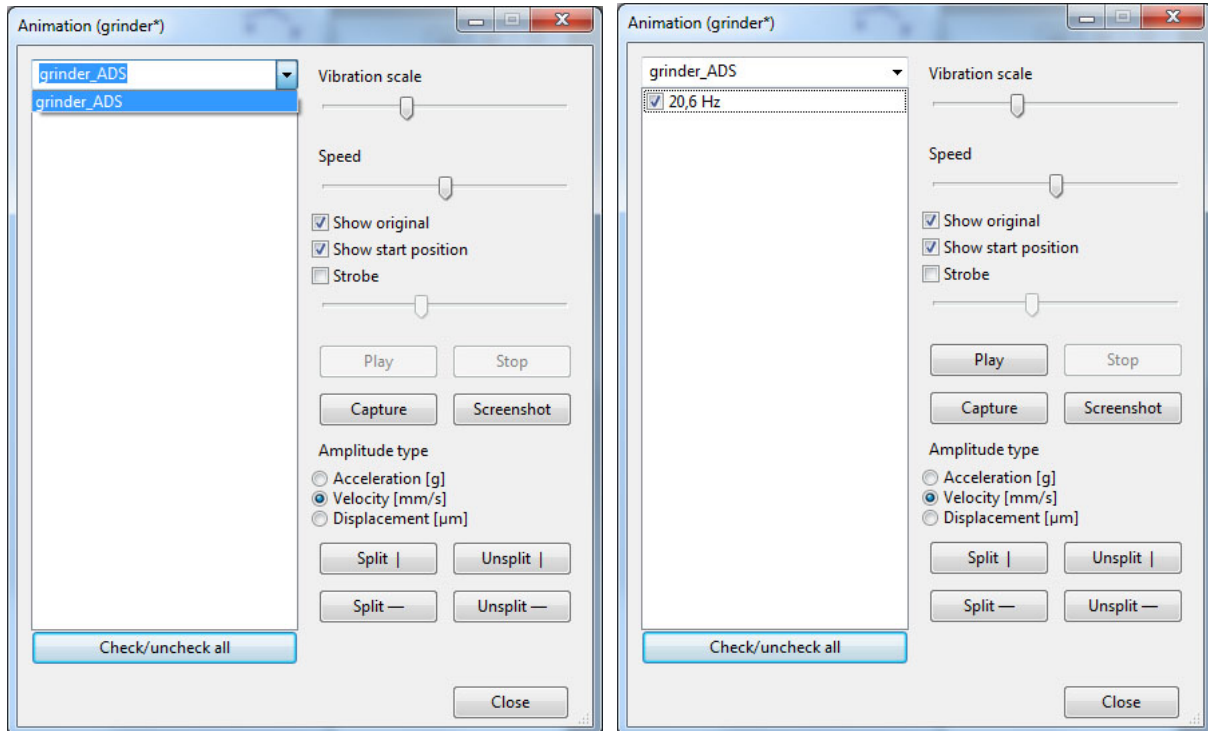 Animation (grinder*)
grinder_ADS
grinder_ADS
Vibration scale
Speed
Show original
Show start position
Strobe
Play Stop
Capture Screenshot
Amplitude type
Acceleration [g]
Velocity [mm/s]
Displacement [µm]
Split | Unsplit |
Split — Unsplit —
Check/uncheck all
Close
Animation (grinder*)
grinder_ADS
20,6 Hz
Vibration scale
Speed
Show original
Show start position
Strobe
Play Stop
Capture Screenshot
Amplitude type
Acceleration [g]
Velocity [mm/s]
Displacement [µm]
Split | Unsplit |
Split — Unsplit —
Check/uncheck all
Close